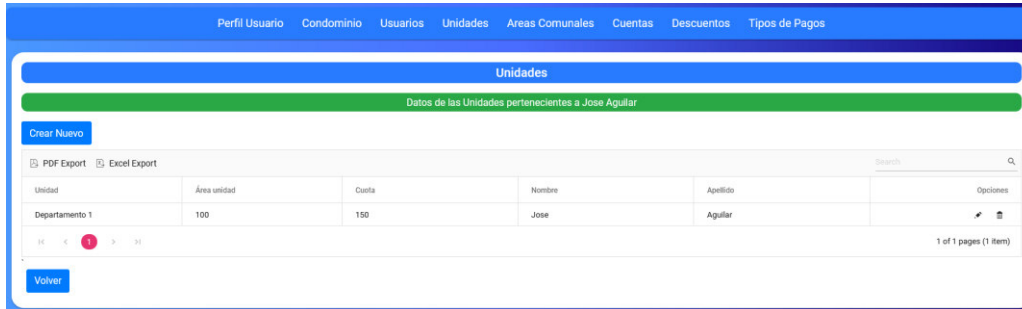 Perfil Usuario Condominio Usuarios Unidades Areas Comunales Cuentas Descuentos Tipos de Pagos
Unidades
Datos de las Unidades pertenecientes a Jose Aguilar
Crear Nuevo
PDF Export Excel Export Search
Unidad Área unidad Cuota Nombre Apellido Opciones
Departamento 1 100 150 Jose Aguilar
1 1 of 1 pages (1 item)
Volver